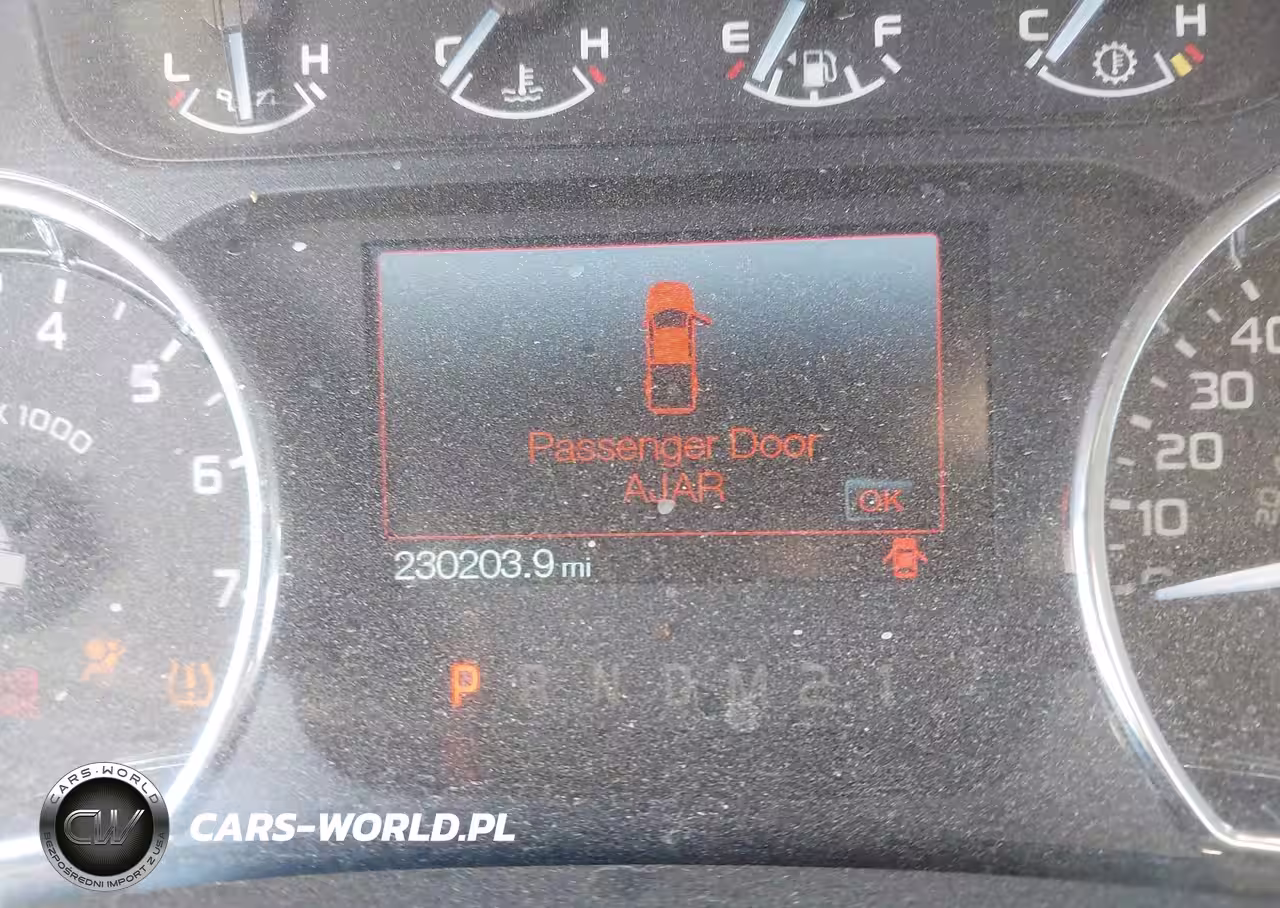 L H C H E F C H
4
5
x 1000
6
7
40
30
20
10
20
Passenger Door
AJAR
OK
230203.9 mi
P R N D M 2 1
CARS-WORLD
CW
BEZPOŚREDNI IMPORT Z USA
CARS-WORLD.PL